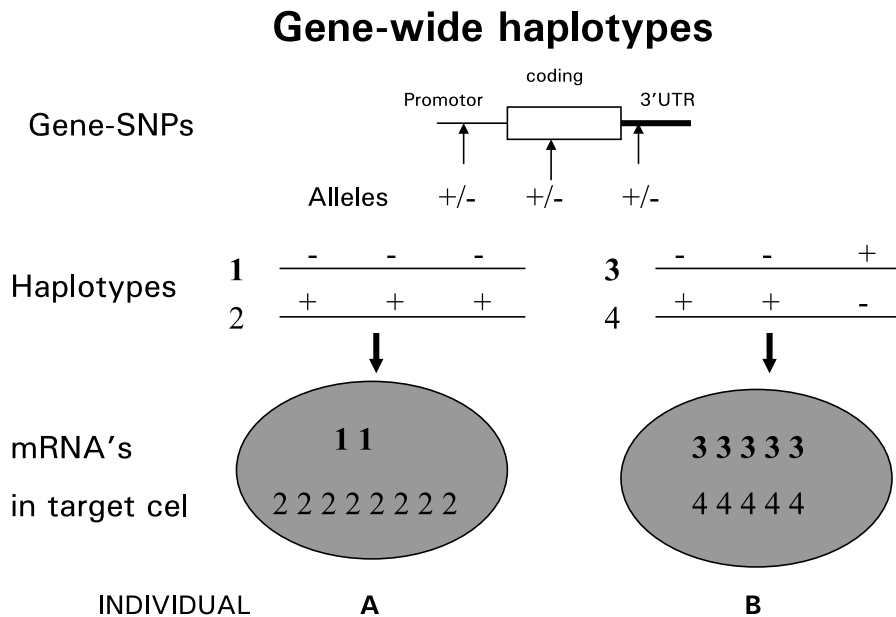 Gene-wide haplotypes
coding
Promotor 3'UTR
Gene-SNPs
Alleles +/- +/- +/-
- - - - - +
1 3
Haplotypes
+ + + + + -
2 4
mRNA's
1 1 3 3 3 3 3
in target cel
2 2 2 2 2 2 2 2 4 4 4 4 4
INDIVIDUAL A B